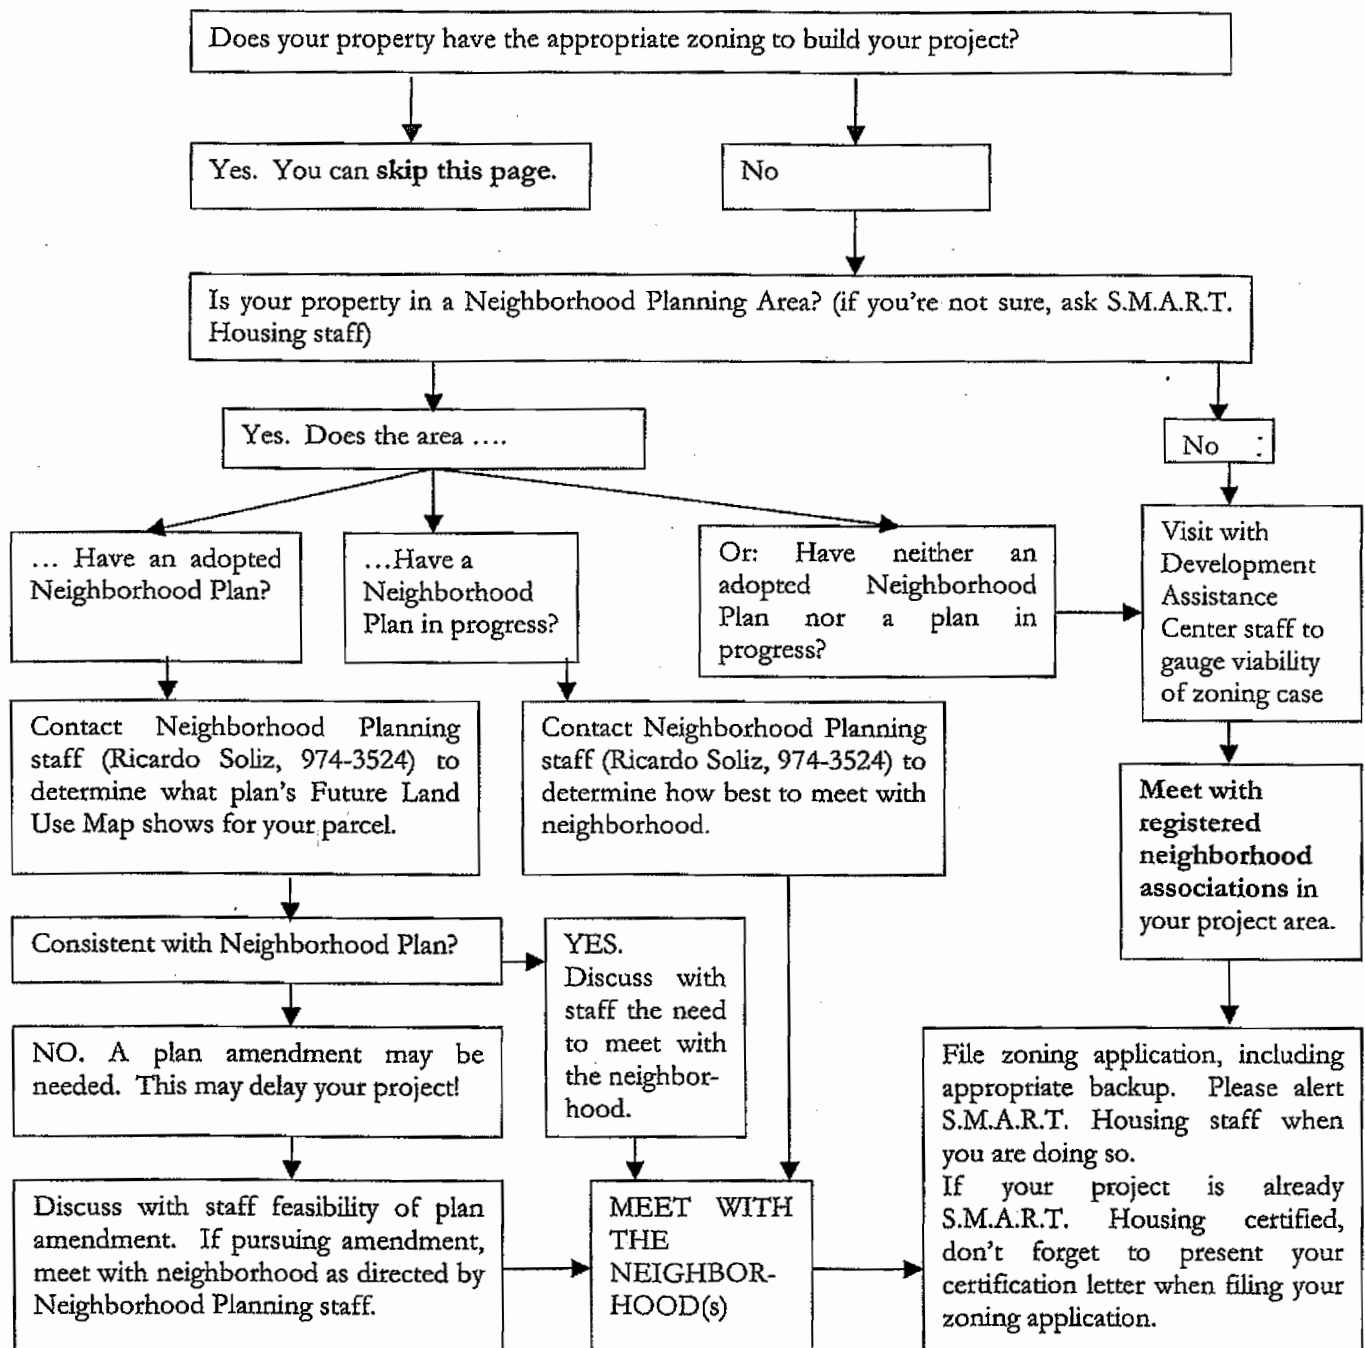 Does your property have the appropriate zoning to build your project?
Yes. You can skip this page.
No
Is your property in a Neighborhood Planning Area? (if you're not sure, ask S.M.A.R.T.
Housing staff)
Yes. Does the area ....
No :
... Have an adopted
Neighborhood Plan?
...Have a
Neighborhood
Plan in progress?
Or: Have neither an
adopted Neighborhood
Plan nor a plan in
progress?
Visit with
Development
Assistance
Center staff to
gauge viability
of zoning case
Contact Neighborhood Planning
staff (Ricardo Soliz, 974-3524) to
determine what plan's Future Land
Use Map shows for your parcel.
Contact Neighborhood Planning
staff (Ricardo Soliz, 974-3524) to
determine how best to meet with
neighborhood.
Meet with
registered
neighborhood
associations in
your project area.
Consistent with Neighborhood Plan?
YES.
Discuss with
staff the need
to meet with
the neighbor-
hood.
NO. A plan amendment may be
needed. This may delay your project!
Discuss with staff feasibility of plan
amendment. If pursuing amendment,
meet with neighborhood as directed by
Neighborhood Planning staff.
MEET WITH
THE
NEIGHBOR-
HOOD(s)
File zoning application, including
appropriate backup. Please alert
S.M.A.R.T. Housing staff when
you are doing so.
If your project is already
S.M.A.R.T. Housing certified,
don't forget to present your
certification letter when filing your
zoning application.